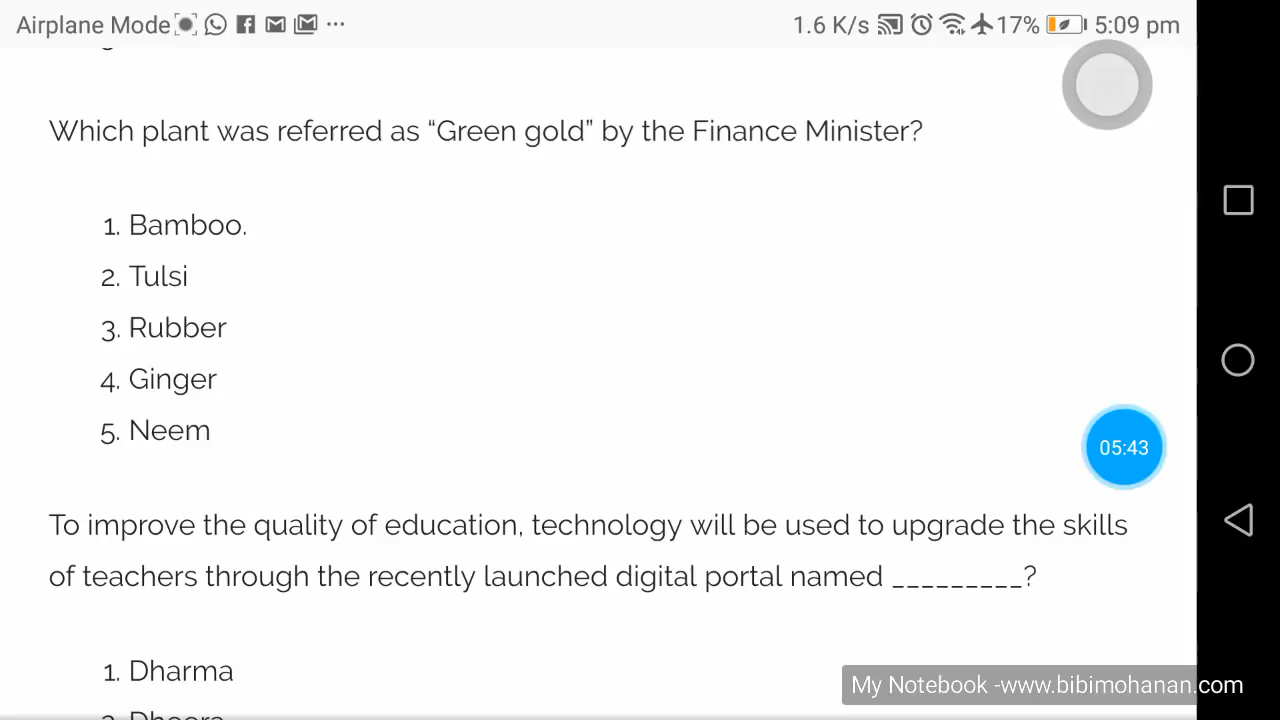 Airplane Mode ... 1.6 K/s 17% 5:09 pm
Which plant was referred as “Green gold” by the Finance Minister?
1. Bamboo.
2. Tulsi
3. Rubber
4. Ginger
5. Neem
05:43
To improve the quality of education, technology will be used to upgrade the skills
of teachers through the recently launched digital portal named _________?
1. Dharma
My Notebook -www.bibimohanan.com